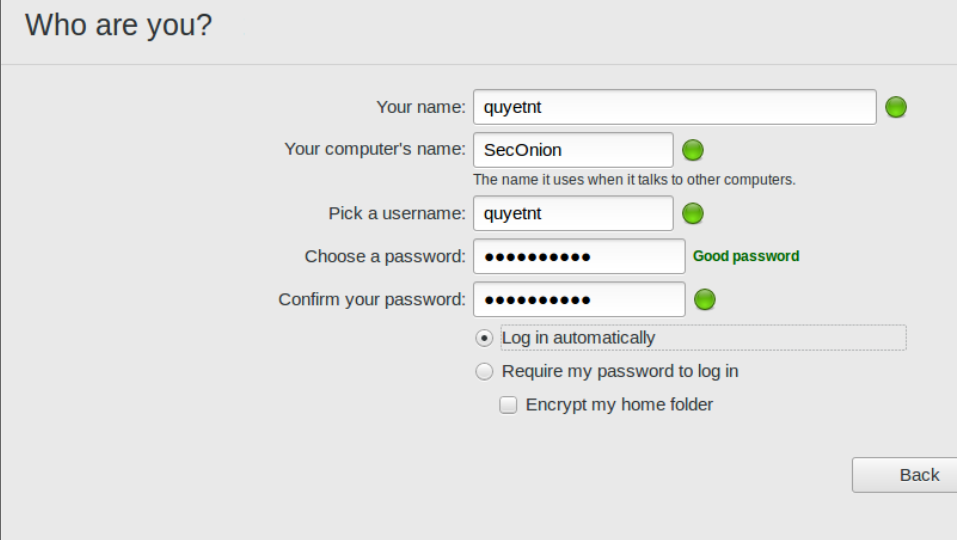 Who are you?
Your name: quyetnt
Your computer's name: SecOnion
The name it uses when it talks to other computers.
Pick a username: quyetnt
Choose a password: ●●●●●●●●●● Good password
Confirm your password: ●●●●●●●●●●
Log in automatically
Require my password to log in
Encrypt my home folder
Back